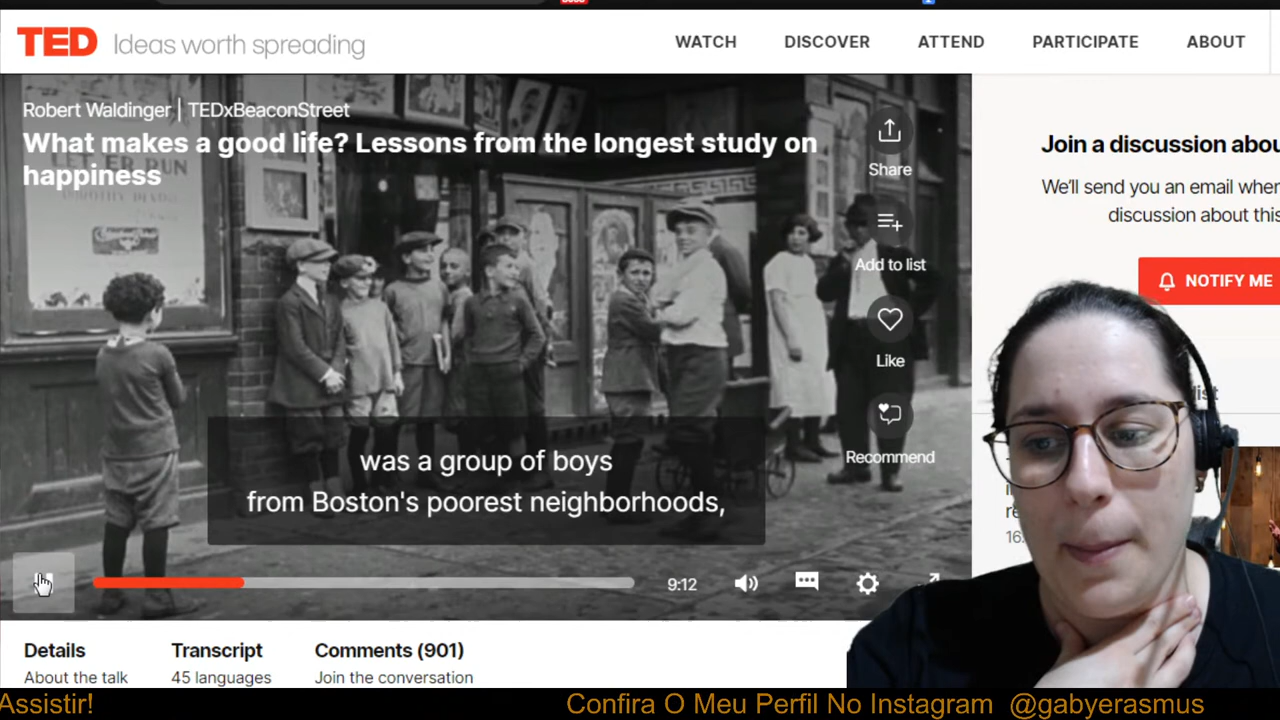 TED Ideas worth spreading
WATCH DISCOVER ATTEND PARTICIPATE ABOUT
Robert Waldinger | TEDxBeaconStreet
What makes a good life? Lessons from the longest study on
happiness
Share
Add to list
Like
Recommend
was a group of boys
from Boston's poorest neighborhoods,
9:12
Join a discussion abou
We'll send you an email when
discussion about this
NOTIFY ME
Details
About the talk
Transcript
45 languages
Comments (901)
Join the conversation
Assistir! Confira O Meu Perfil No Instagram @gabyerasmus